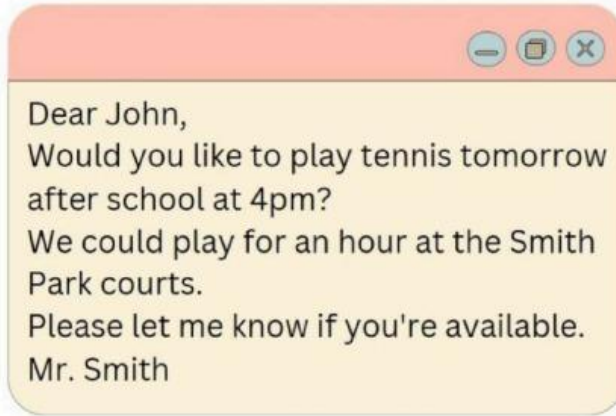 Dear John,
Would you like to play tennis tomorrow
after school at 4pm?
We could play for an hour at the Smith
Park courts.
Please let me know if you're available.
Mr. Smith